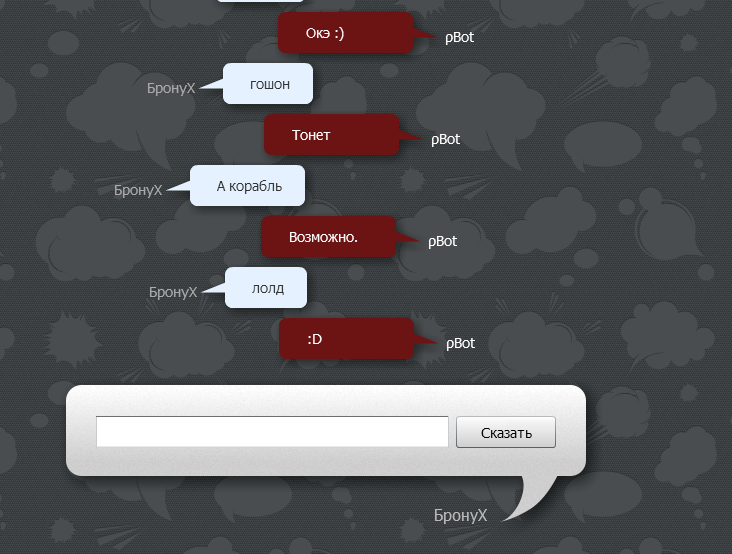 Окэ :)
ρBot
БронуХ
гошон
Тонет
ρBot
БронуХ
А корабль
Возможно.
ρBot
БронуХ
лолд
:D
ρBot
Сказать
БронуХ